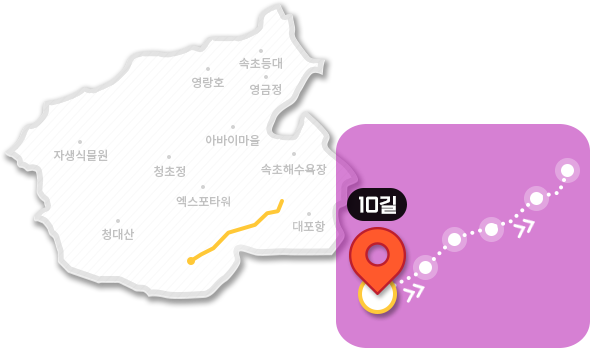 속초등대
영랑호
영금정
아바이마을
자생식물원
청초정
속초해수욕장
엑스포타워
10길
대포항
청대산